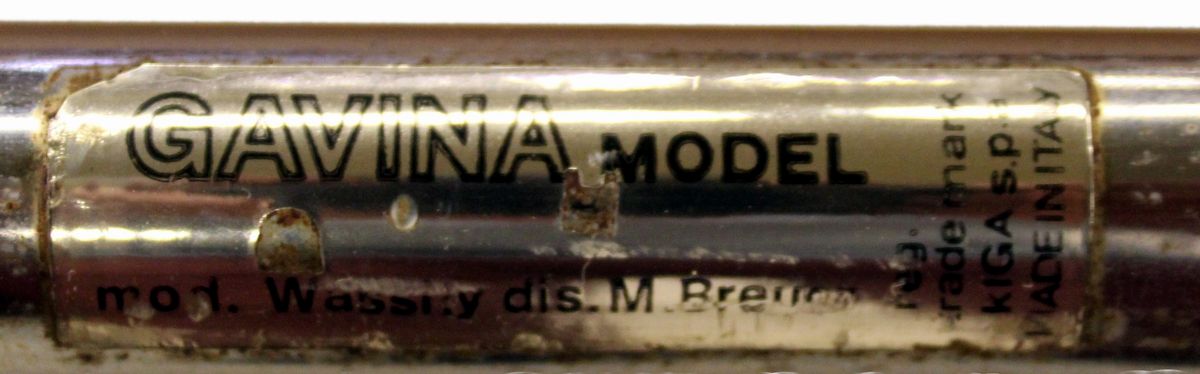 GAVINA MODEL
mod. Wassily dis. M. Breuer
reg.
trade mark
KIGA s.p.a
MADE IN ITALY